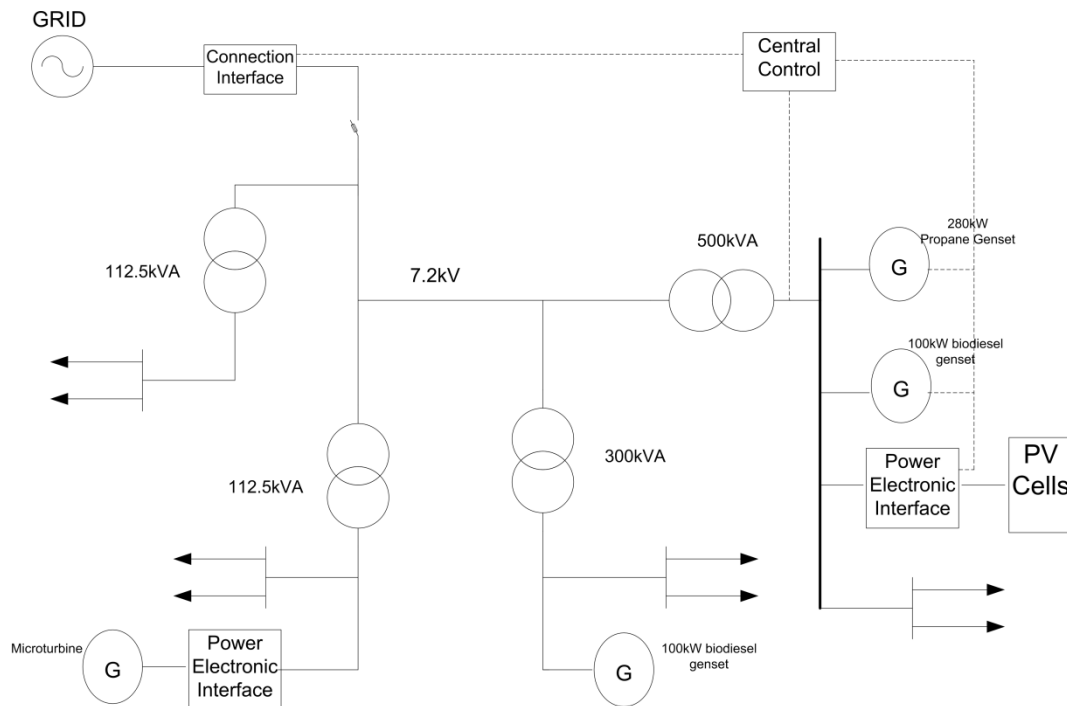 GRID
Connection
Interface
Central
Control
280kW
Propane Genset
500kVA
G
112.5kVA
7.2kV
100kW biodiesel
genset
G
300kVA
112.5kVA
Power
Electronic
Interface
PV
Cells
Microturbine
G
Power
Electronic
Interface
G
100kW biodiesel
genset